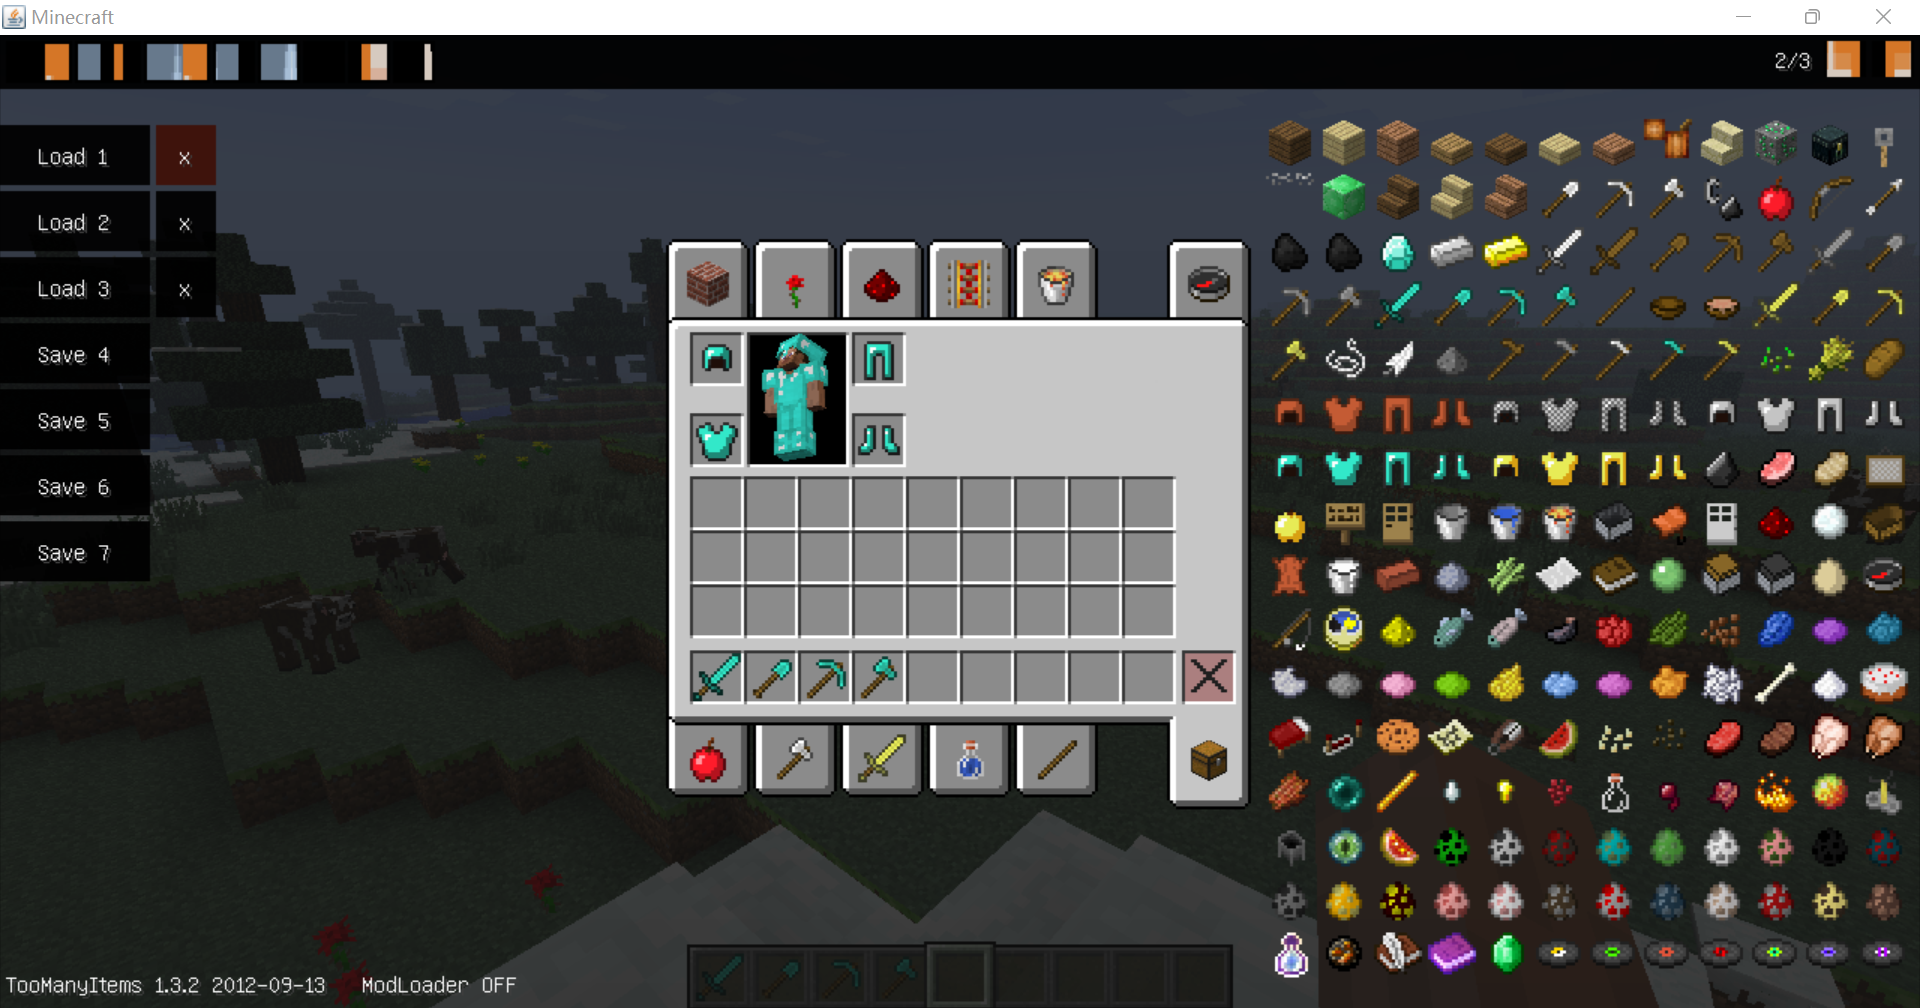 Minecraft
2/3
Load 1 x
Load 2 x
Load 3 x
Save 4
Save 5
Save 6
Save 7
TooManyItems 1.3.2 2012-09-13 ModLoader OFF